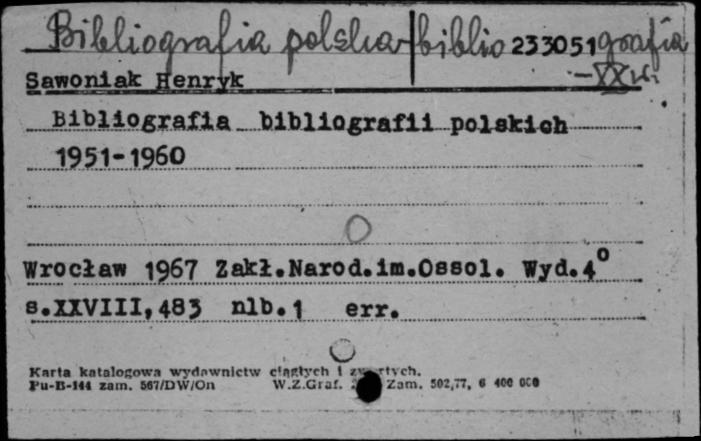 Bibliografia polska biblio 233051 grafia
Sawoniak Henryk - XX w.
Bibliografia bibliografii polskich
1951-1960
Wrocław 1967 Zakł.Narod.im.Ossol. Wyd.4⁰
s.XXVIII,483 nlb.1 err.
Karta katalogowa wydawnictw ciągłych i zwartych.
Pu-B-144 zam. 567/DW/On W.Z.Graf. Zam. 502,77, 6 400 000